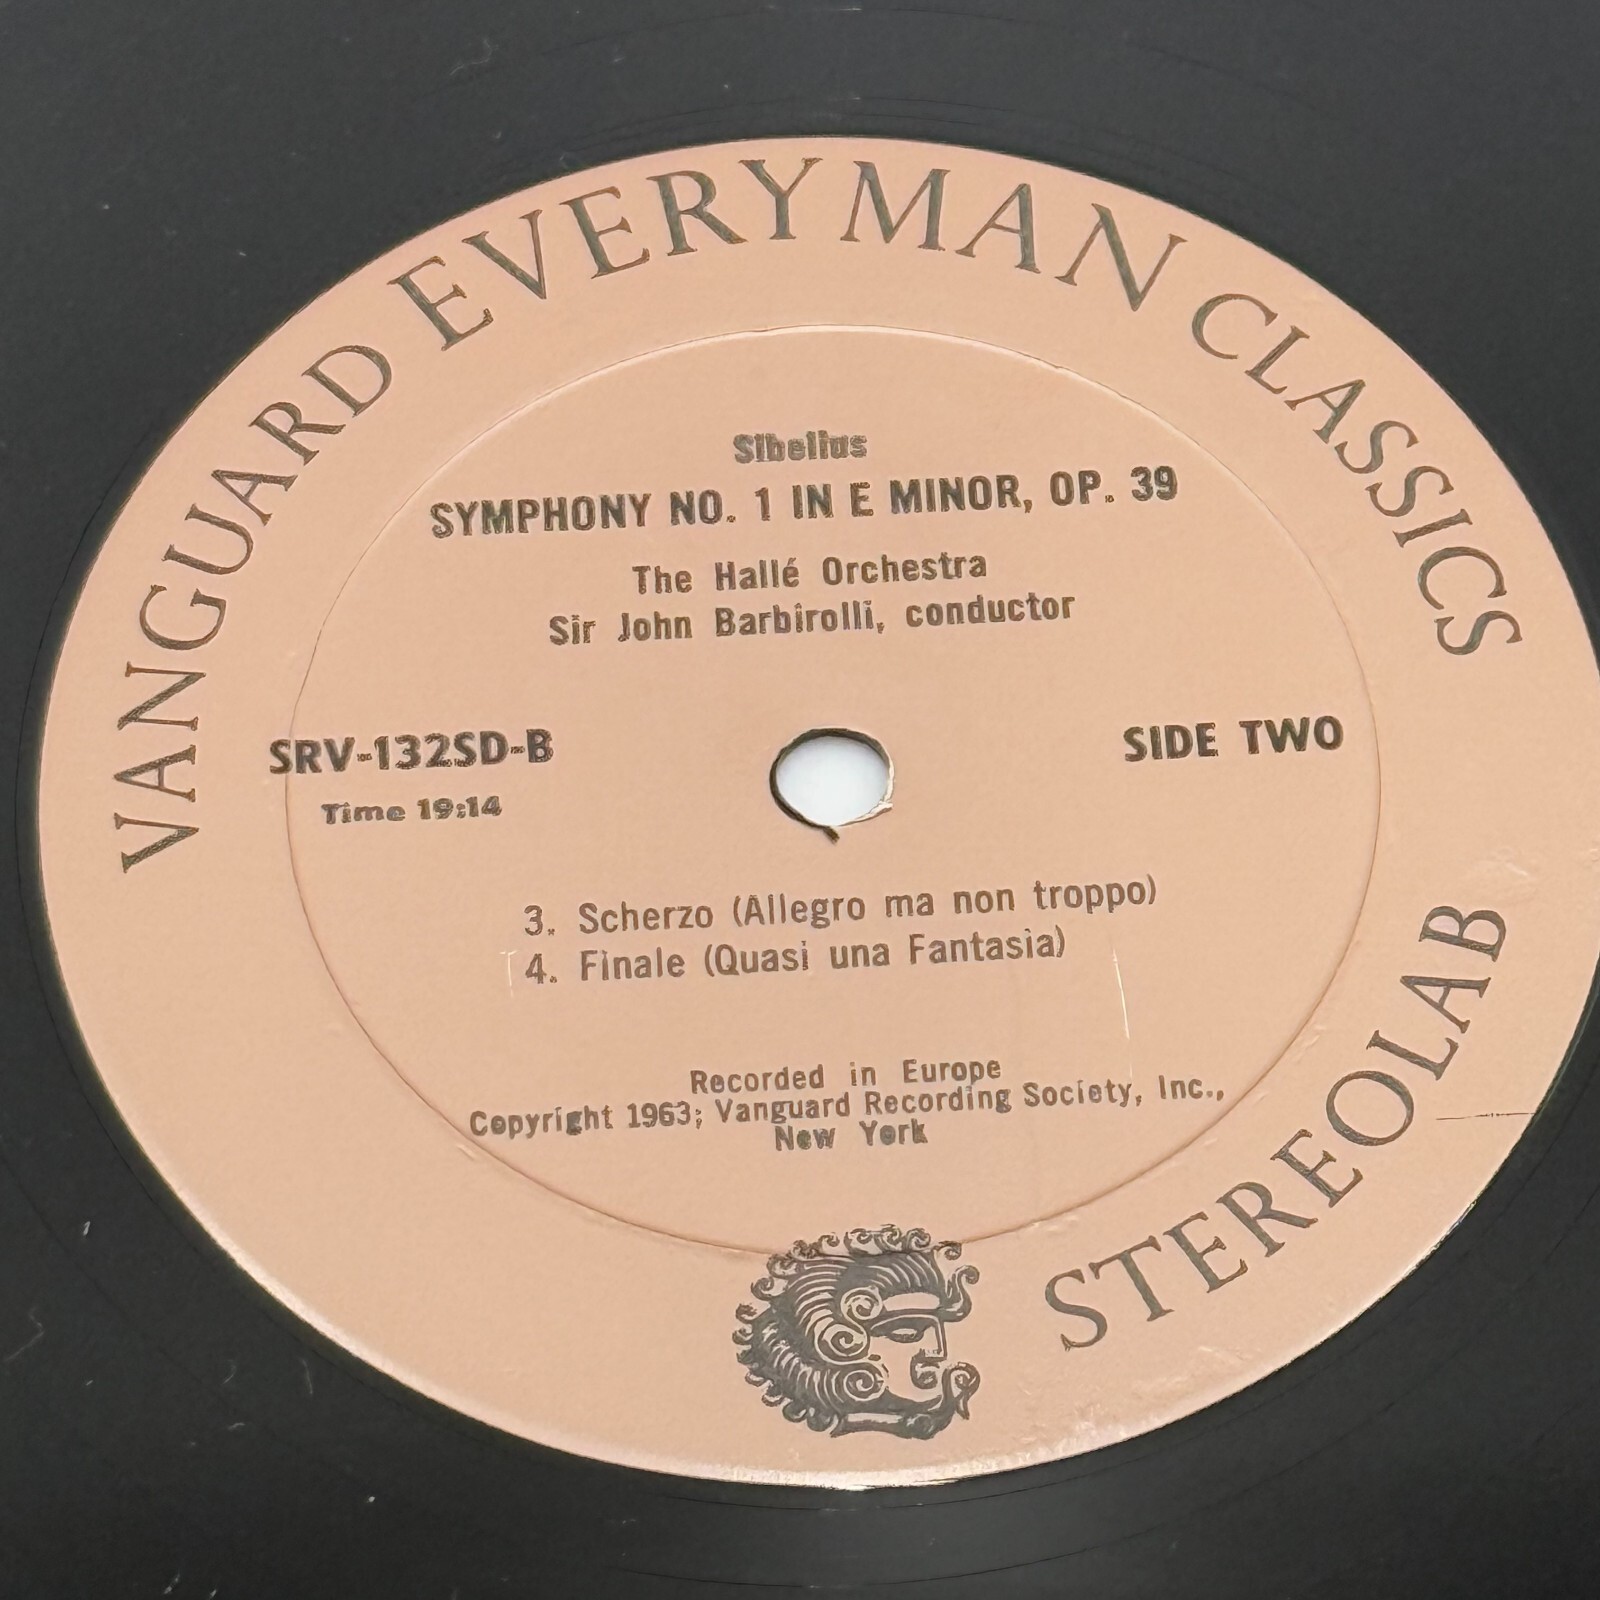 VANGUARD EVERYMAN CLASSICS
Sibelius
SYMPHONY NO. 1 IN E MINOR, OP. 39
The Hallé Orchestra
Sir John Barbirolli, conductor
SRV-132SD-B
SIDE TWO
Time 19:14
3. Scherzo (Allegro ma non troppo)
4. Finale (Quasi una Fantasia)
Recorded in Europe
Copyright 1963; Vanguard Recording Society, Inc.,
New York
STEREOLAB